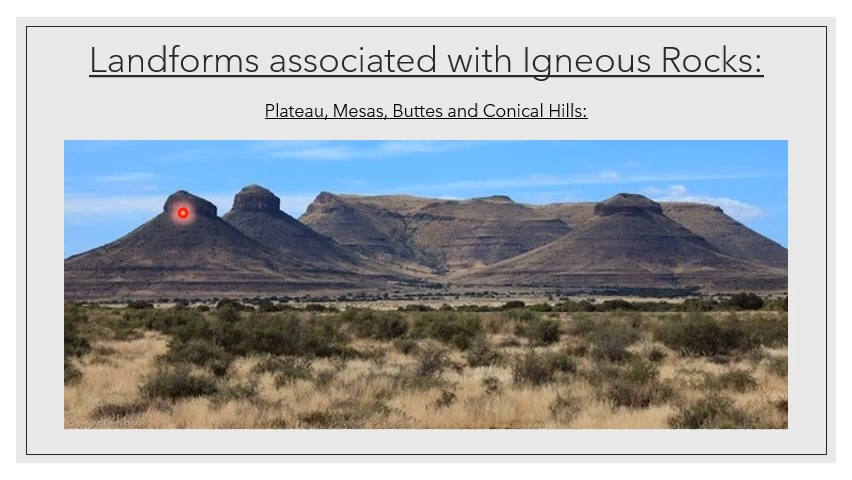 Landforms associated with Igneous Rocks:
Plateau, Mesas, Buttes and Conical Hills: